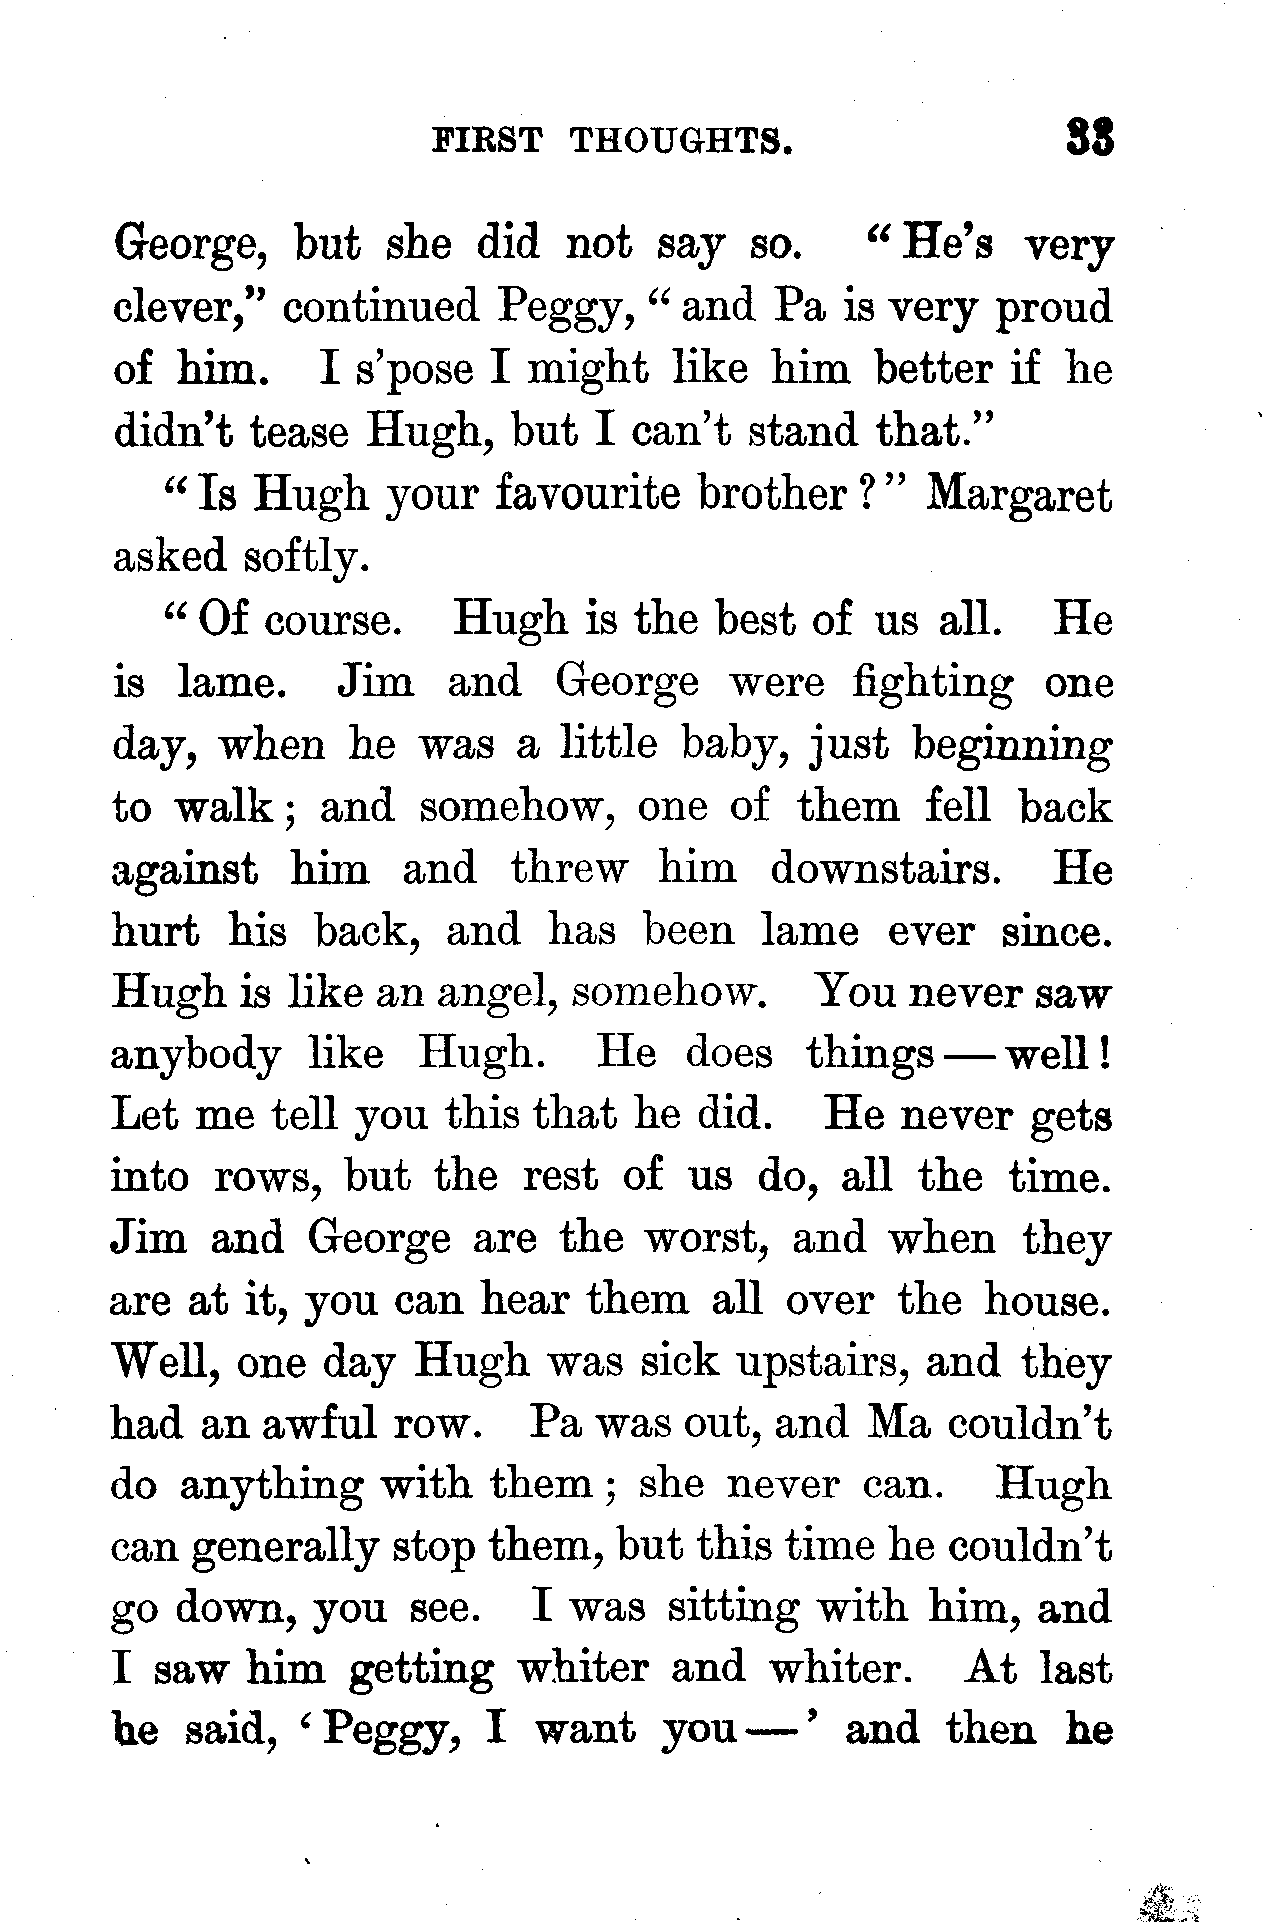 FIRST THOUGHTS. 33
George, but she did not say so. “He’s very
clever,” continued Peggy, “and Pa is very proud
of him. I s’pose I might like him better if he
didn’t tease Hugh, but I can’t stand that.”
“Is Hugh your favourite brother?” Margaret
asked softly.
“Of course. Hugh is the best of us all. He
is lame. Jim and George were fighting one
day, when he was a little baby, just beginning
to walk; and somehow, one of them fell back
against him and threw him downstairs. He
hurt his back, and has been lame ever since.
Hugh is like an angel, somehow. You never saw
anybody like Hugh. He does things—well!
Let me tell you this that he did. He never gets
into rows, but the rest of us do, all the time.
Jim and George are the worst, and when they
are at it, you can hear them all over the house.
Well, one day Hugh was sick upstairs, and they
had an awful row. Pa was out, and Ma couldn’t
do anything with them; she never can. Hugh
can generally stop them, but this time he couldn’t
go down, you see. I was sitting with him, and
I saw him getting whiter and whiter. At last
he said, ‘Peggy, I want you—’ and then he